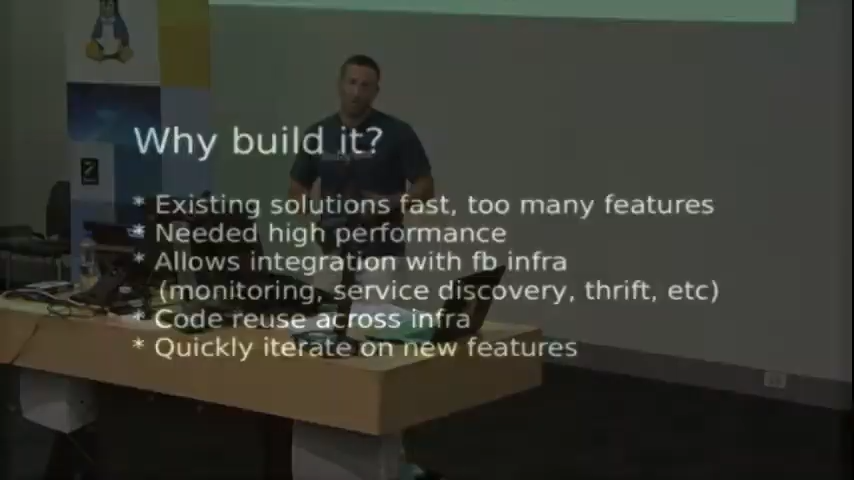 Why build it?
* Existing solutions fast, too many features
* Needed high performance
* Allows integration with fb infra
(monitoring, service discovery, thrift, etc)
* Code reuse across infra
* Quickly iterate on new features